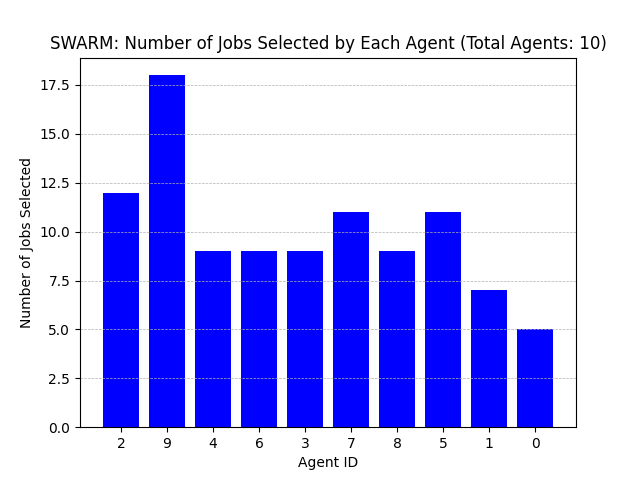 SWARM: Number of Jobs Selected by Each Agent (Total Agents: 10)
Number of Jobs Selected
17.5
15.0
12.5
10.0
7.5
5.0
2.5
0.0
2 9 4 6 3 7 8 5 1 0
Agent ID